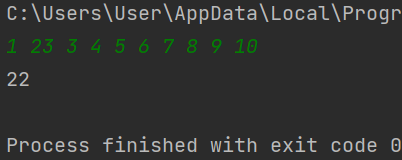 C:\Users\User\AppData\Local\Progr
1 23 3 4 5 6 7 8 9 10
22
Process finished with exit code 0